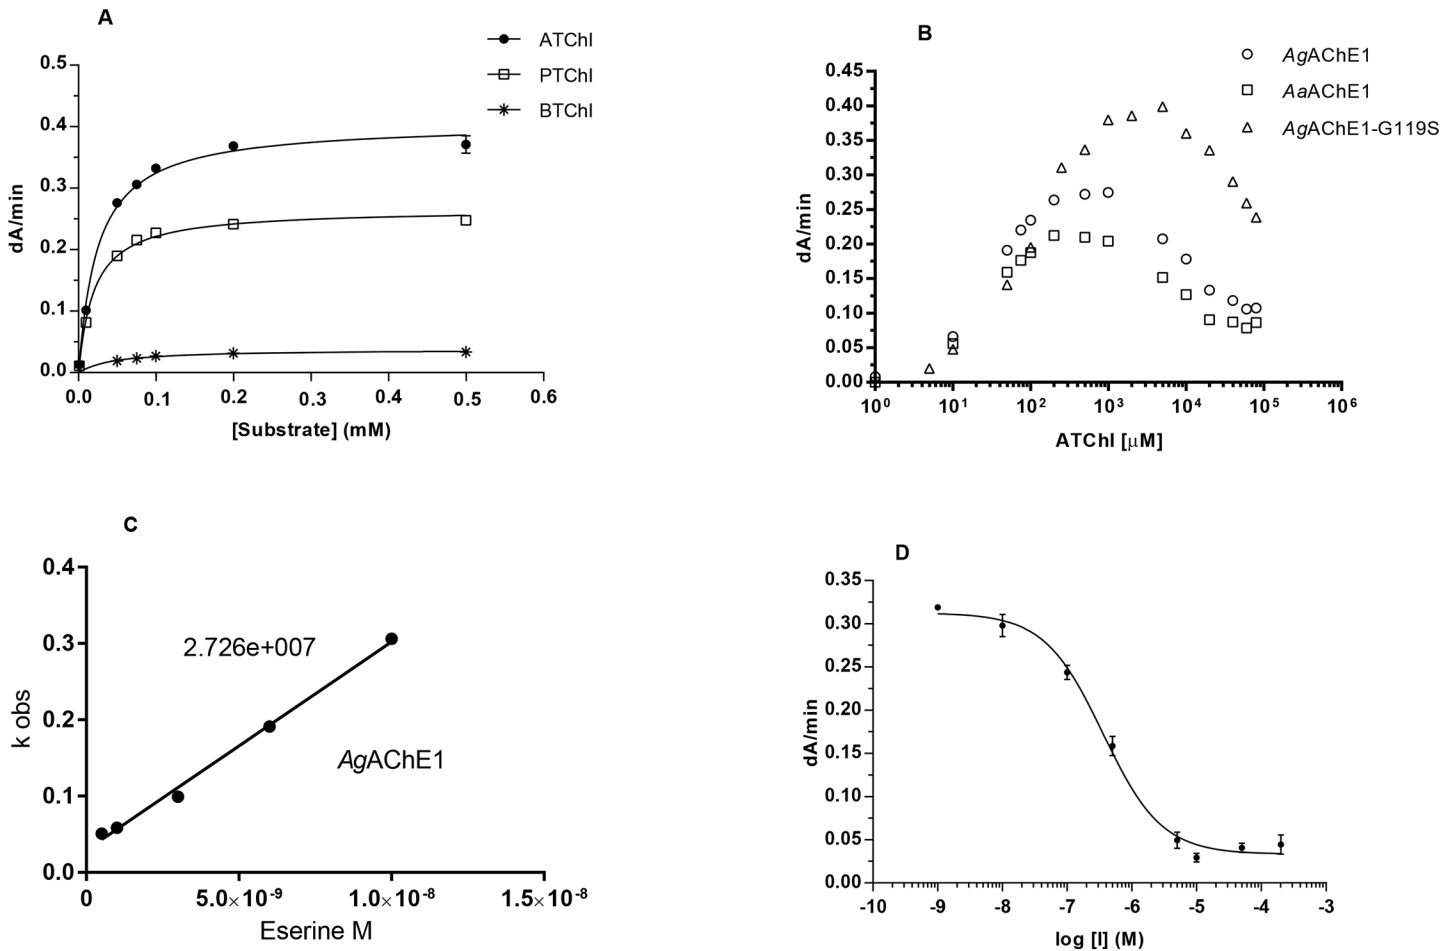 A
ATChI
PTChI
BTChI
0.5
0.4
0.3
0.2
0.1
0.0
dA/min
0.0 0.1 0.2 0.3 0.4 0.5 0.6
[Substrate] (mM)
B
AgAChE1
AaAChE1
AgAChE1-G119S
0.45
0.40
0.35
0.30
0.25
0.20
0.15
0.10
0.05
0.00
dA/min
10⁰ 10¹ 10² 10³ 10⁴ 10⁵ 10⁶
ATChI [μM]
C
0.4
0.3
0.2
0.1
0.0
k obs
2.726e+007
AgAChE1
0 5.0×10⁻⁹ 1.0×10⁻⁸ 1.5×10⁻⁸
Eserine M
D
0.35
0.30
0.25
0.20
0.15
0.10
0.05
0.00
dA/min
-10 -9 -8 -7 -6 -5 -4 -3
log [I] (M)